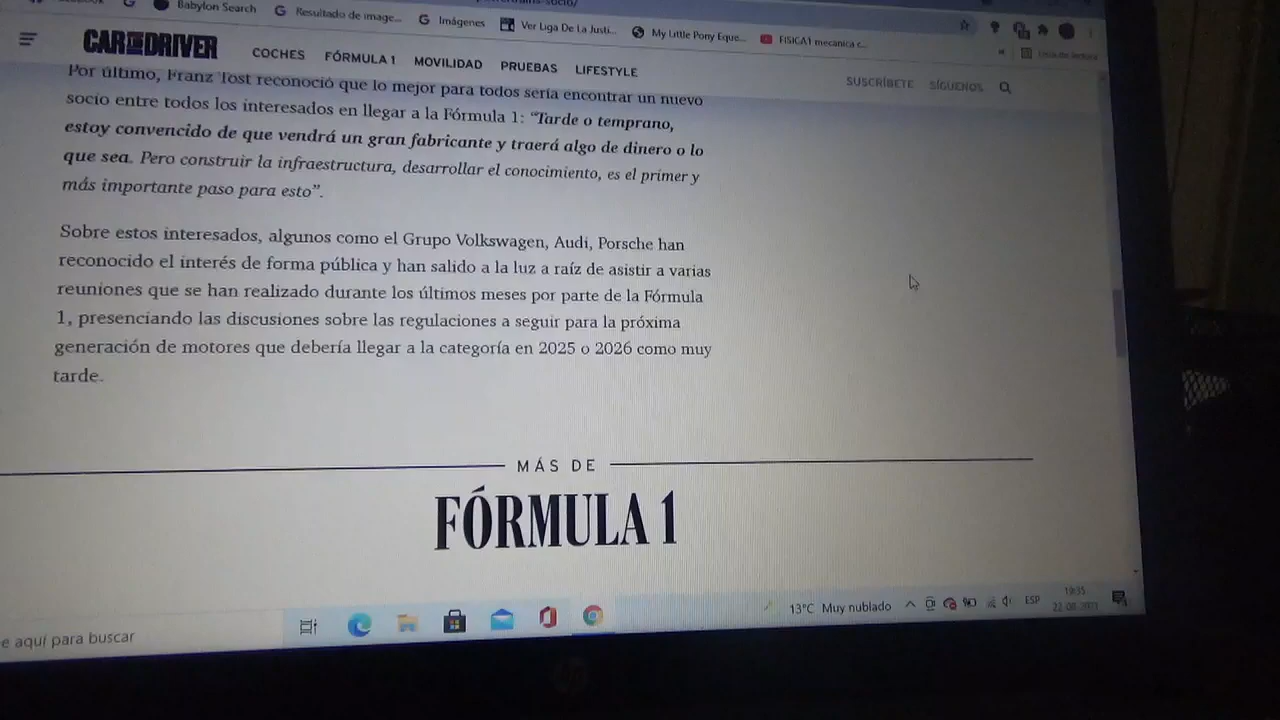 Babylon Search
Resultado de image...
Imágenes
Ver Liga De La Justi...
My Little Pony Eque...
FISICA1 mecanica c...
CAR AND DRIVER
COCHES
FÓRMULA 1
MOVILIDAD
PRUEBAS
LIFESTYLE
SUSCRÍBETE
SÍGUENOS
Por último, Franz Tost reconoció que lo mejor para todos sería encontrar un nuevo
socio entre todos los interesados en llegar a la Fórmula 1: “Tarde o temprano,
estoy convencido de que vendrá un gran fabricante y traerá algo de dinero o lo
que sea. Pero construir la infraestructura, desarrollar el conocimiento, es el primer y
más importante paso para esto”.
Sobre estos interesados, algunos como el Grupo Volkswagen, Audi, Porsche han
reconocido el interés de forma pública y han salido a la luz a raíz de asistir a varias
reuniones que se han realizado durante los últimos meses por parte de la Fórmula
1, presenciando las discusiones sobre las regulaciones a seguir para la próxima
generación de motores que debería llegar a la categoría en 2025 o 2026 como muy
tarde.
MÁS DE
FÓRMULA 1
e aquí para buscar
13°C Muy nublado
ESP
19:35
hp